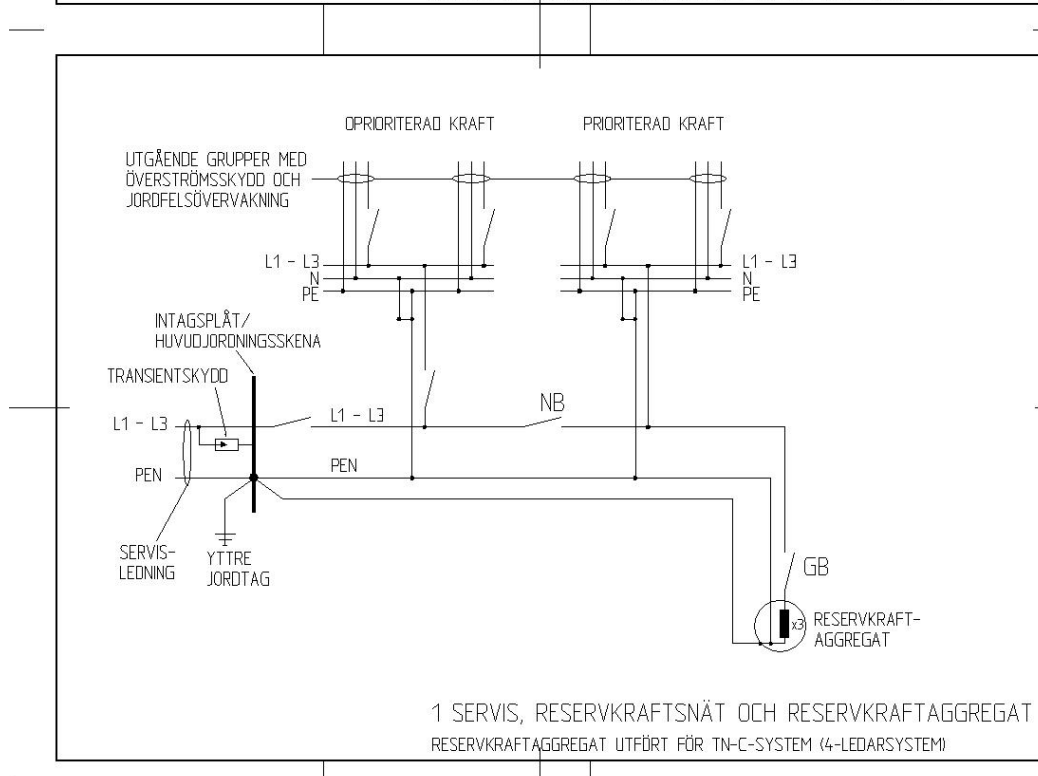 OPRIORITERAD KRAFT
PRIORITERAD KRAFT
UTGÅENDE GRUPPER MED
ÖVERSTRÖMSSKYDD OCH
JORDFELSÖVERVAKNING
L1 - L3
N
PE
L1 - L3
N
PE
INTAGSPLÅT/
HUVUDJORDNINGSSKENA
TRANSIENTSKYDD
L1 - L3
L1 - L3
NB
PEN
PEN
SERVIS-
LEDNING
YTTRE
JORDTAG
GB
x3
RESERVKRAFT-
AGGREGAT
1 SERVIS, RESERVKRAFTSNÄT OCH RESERVKRAFTAGGREGAT
RESERVKRAFTAGGREGAT UTFÖRT FÖR TN-C-SYSTEM (4-LEDARSYSTEM)